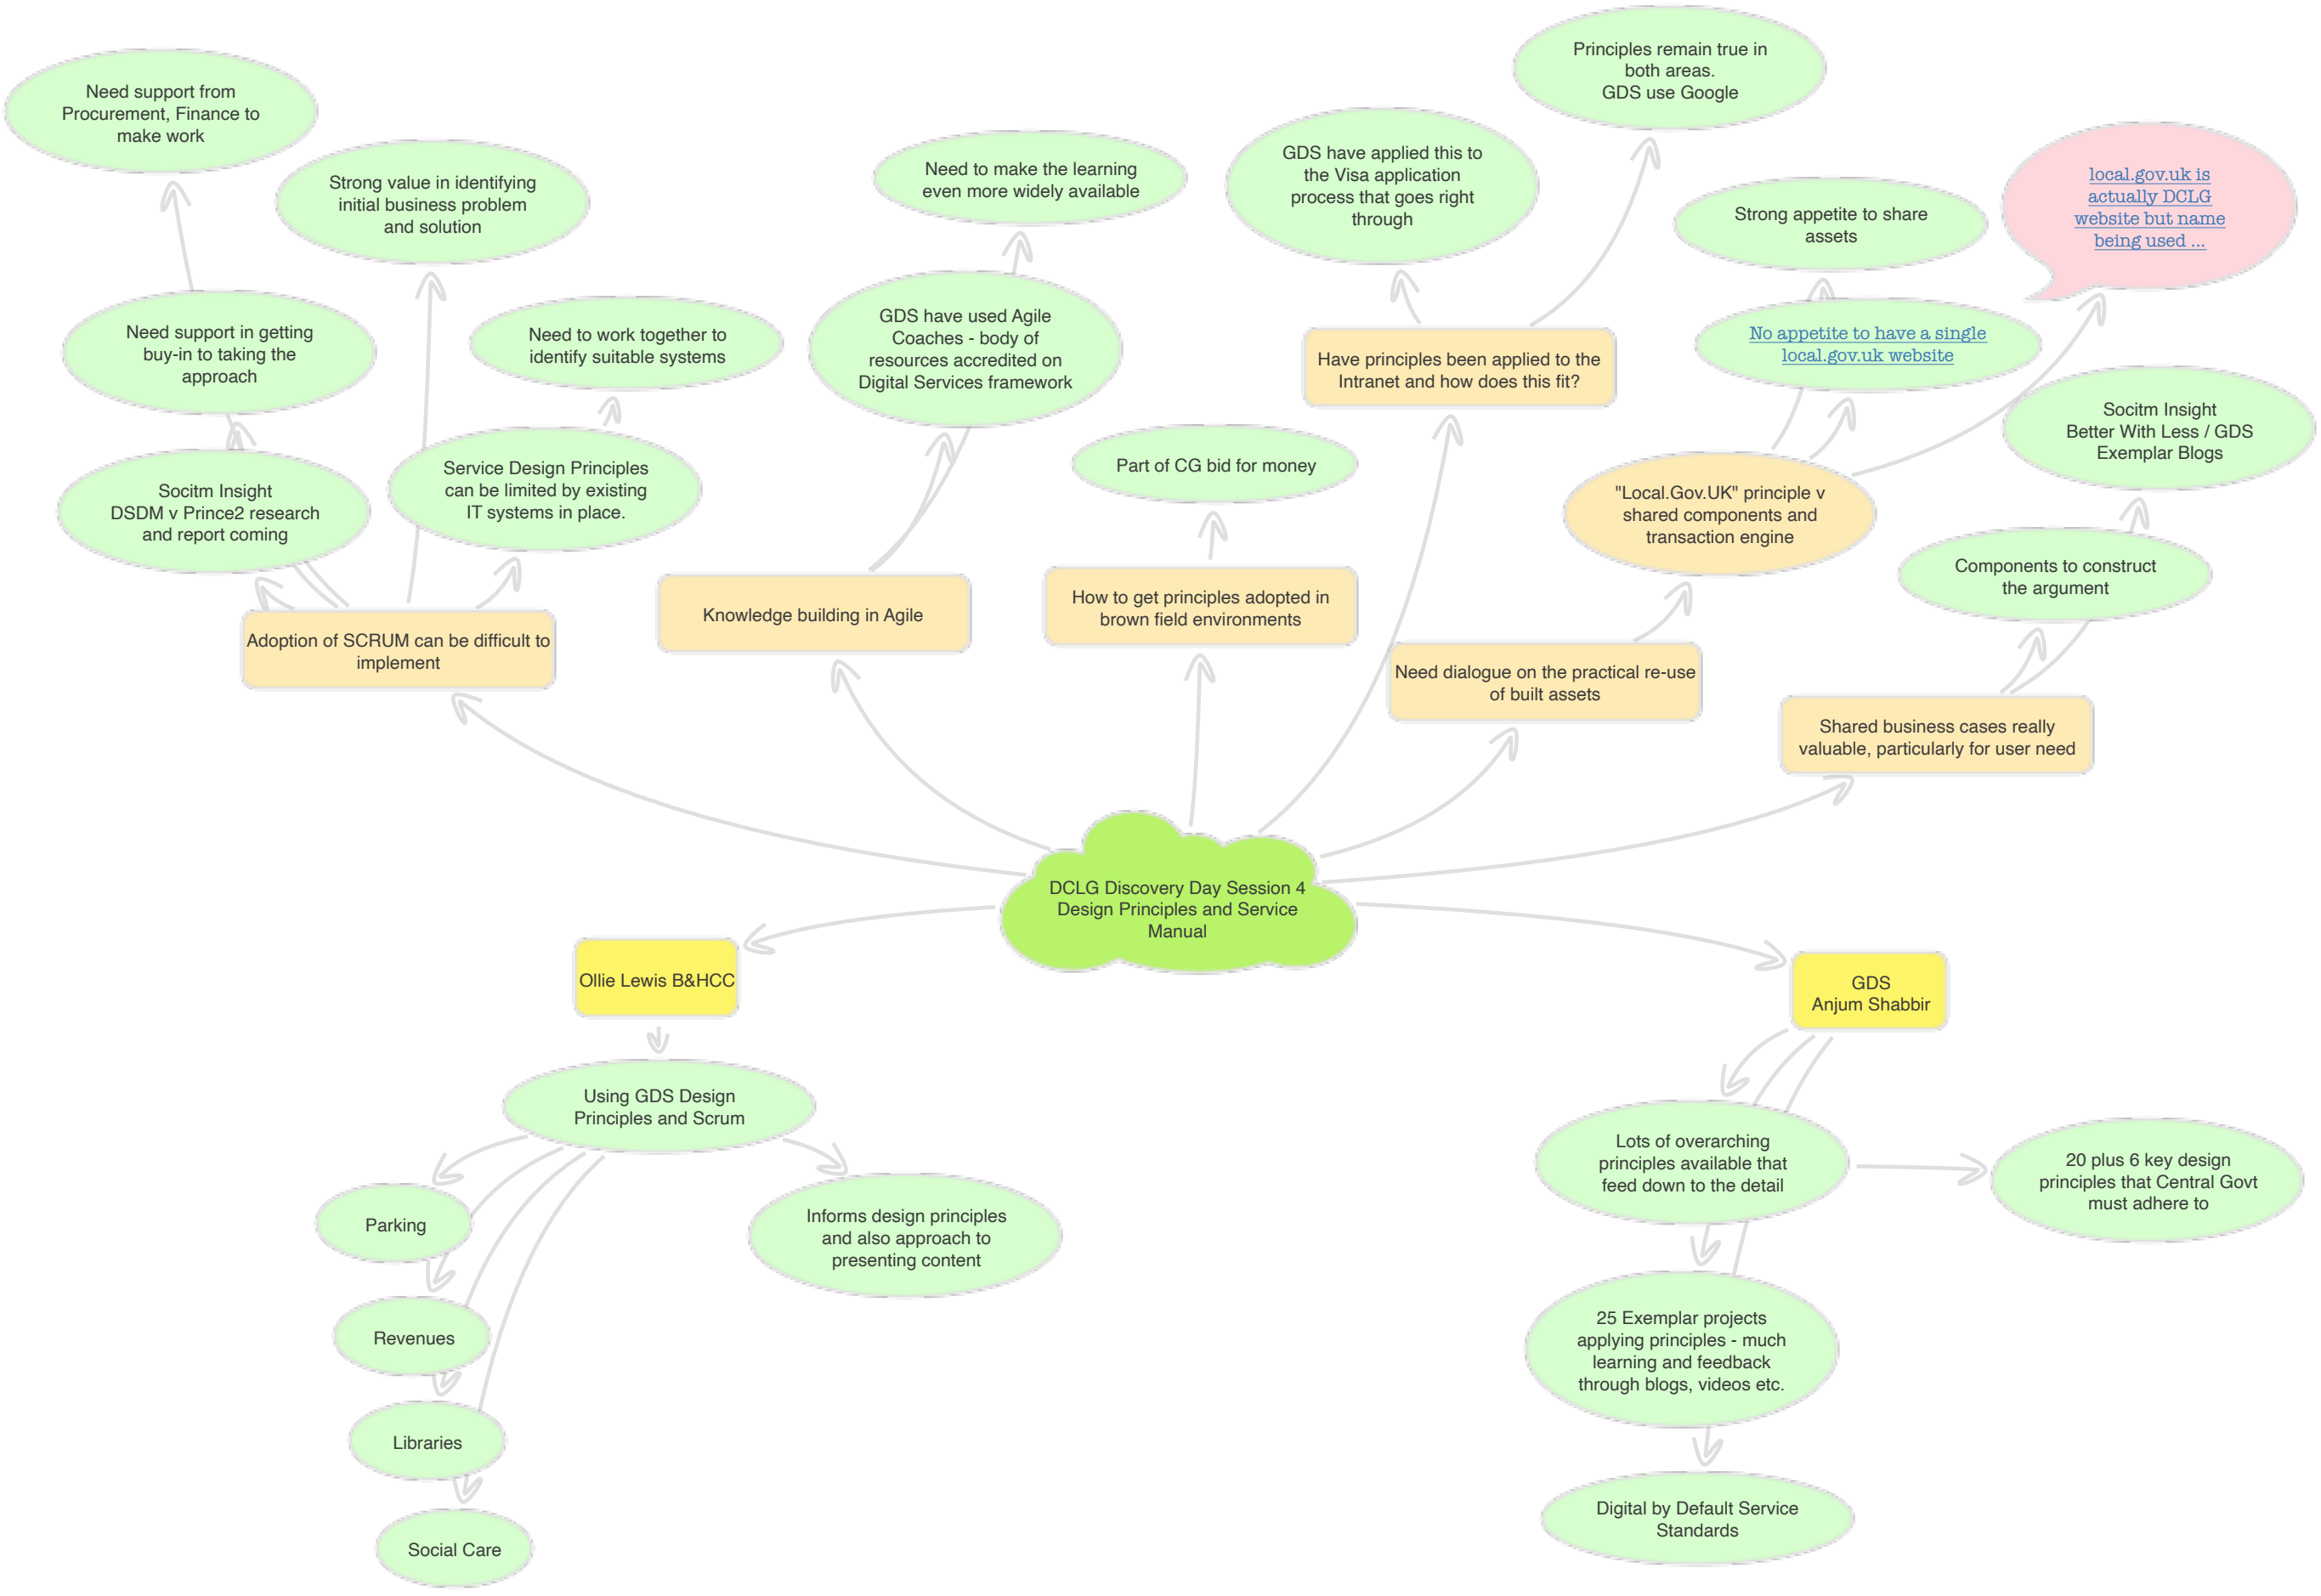 Principles remain true in
both areas.
GDS use Google
Need support from
Procurement, Finance to
make work
Strong value in identifying
initial business problem
and solution
Need to make the learning
even more widely available
GDS have applied this to
the Visa application
process that goes right
through
Strong appetite to share
assets
local.gov.uk is
actually DCLG
website but name
being used ...
Need support in getting
buy-in to taking the
approach
Need to work together to
identify suitable systems
GDS have used Agile
Coaches - body of
resources accredited on
Digital Services framework
Have principles been applied to the
Intranet and how does this fit?
No appetite to have a single
local.gov.uk website
Socitm Insight
DSDM v Prince2 research
and report coming
Service Design Principles
can be limited by existing
IT systems in place.
Part of CG bid for money
"Local.Gov.UK" principle v
shared components and
transaction engine
Socitm Insight
Better With Less / GDS
Exemplar Blogs
Components to construct
the argument
Adoption of SCRUM can be difficult to
implement
Knowledge building in Agile
How to get principles adopted in
brown field environments
Need dialogue on the practical re-use
of built assets
Shared business cases really
valuable, particularly for user need
DCLG Discovery Day Session 4
Design Principles and Service
Manual
Ollie Lewis B&HCC
GDS
Anjum Shabbir
Using GDS Design
Principles and Scrum
Parking
Revenues
Libraries
Social Care
Informs design principles
and also approach to
presenting content
Lots of overarching
principles available that
feed down to the detail
20 plus 6 key design
principles that Central Govt
must adhere to
25 Exemplar projects
applying principles - much
learning and feedback
through blogs, videos etc.
Digital by Default Service
Standards